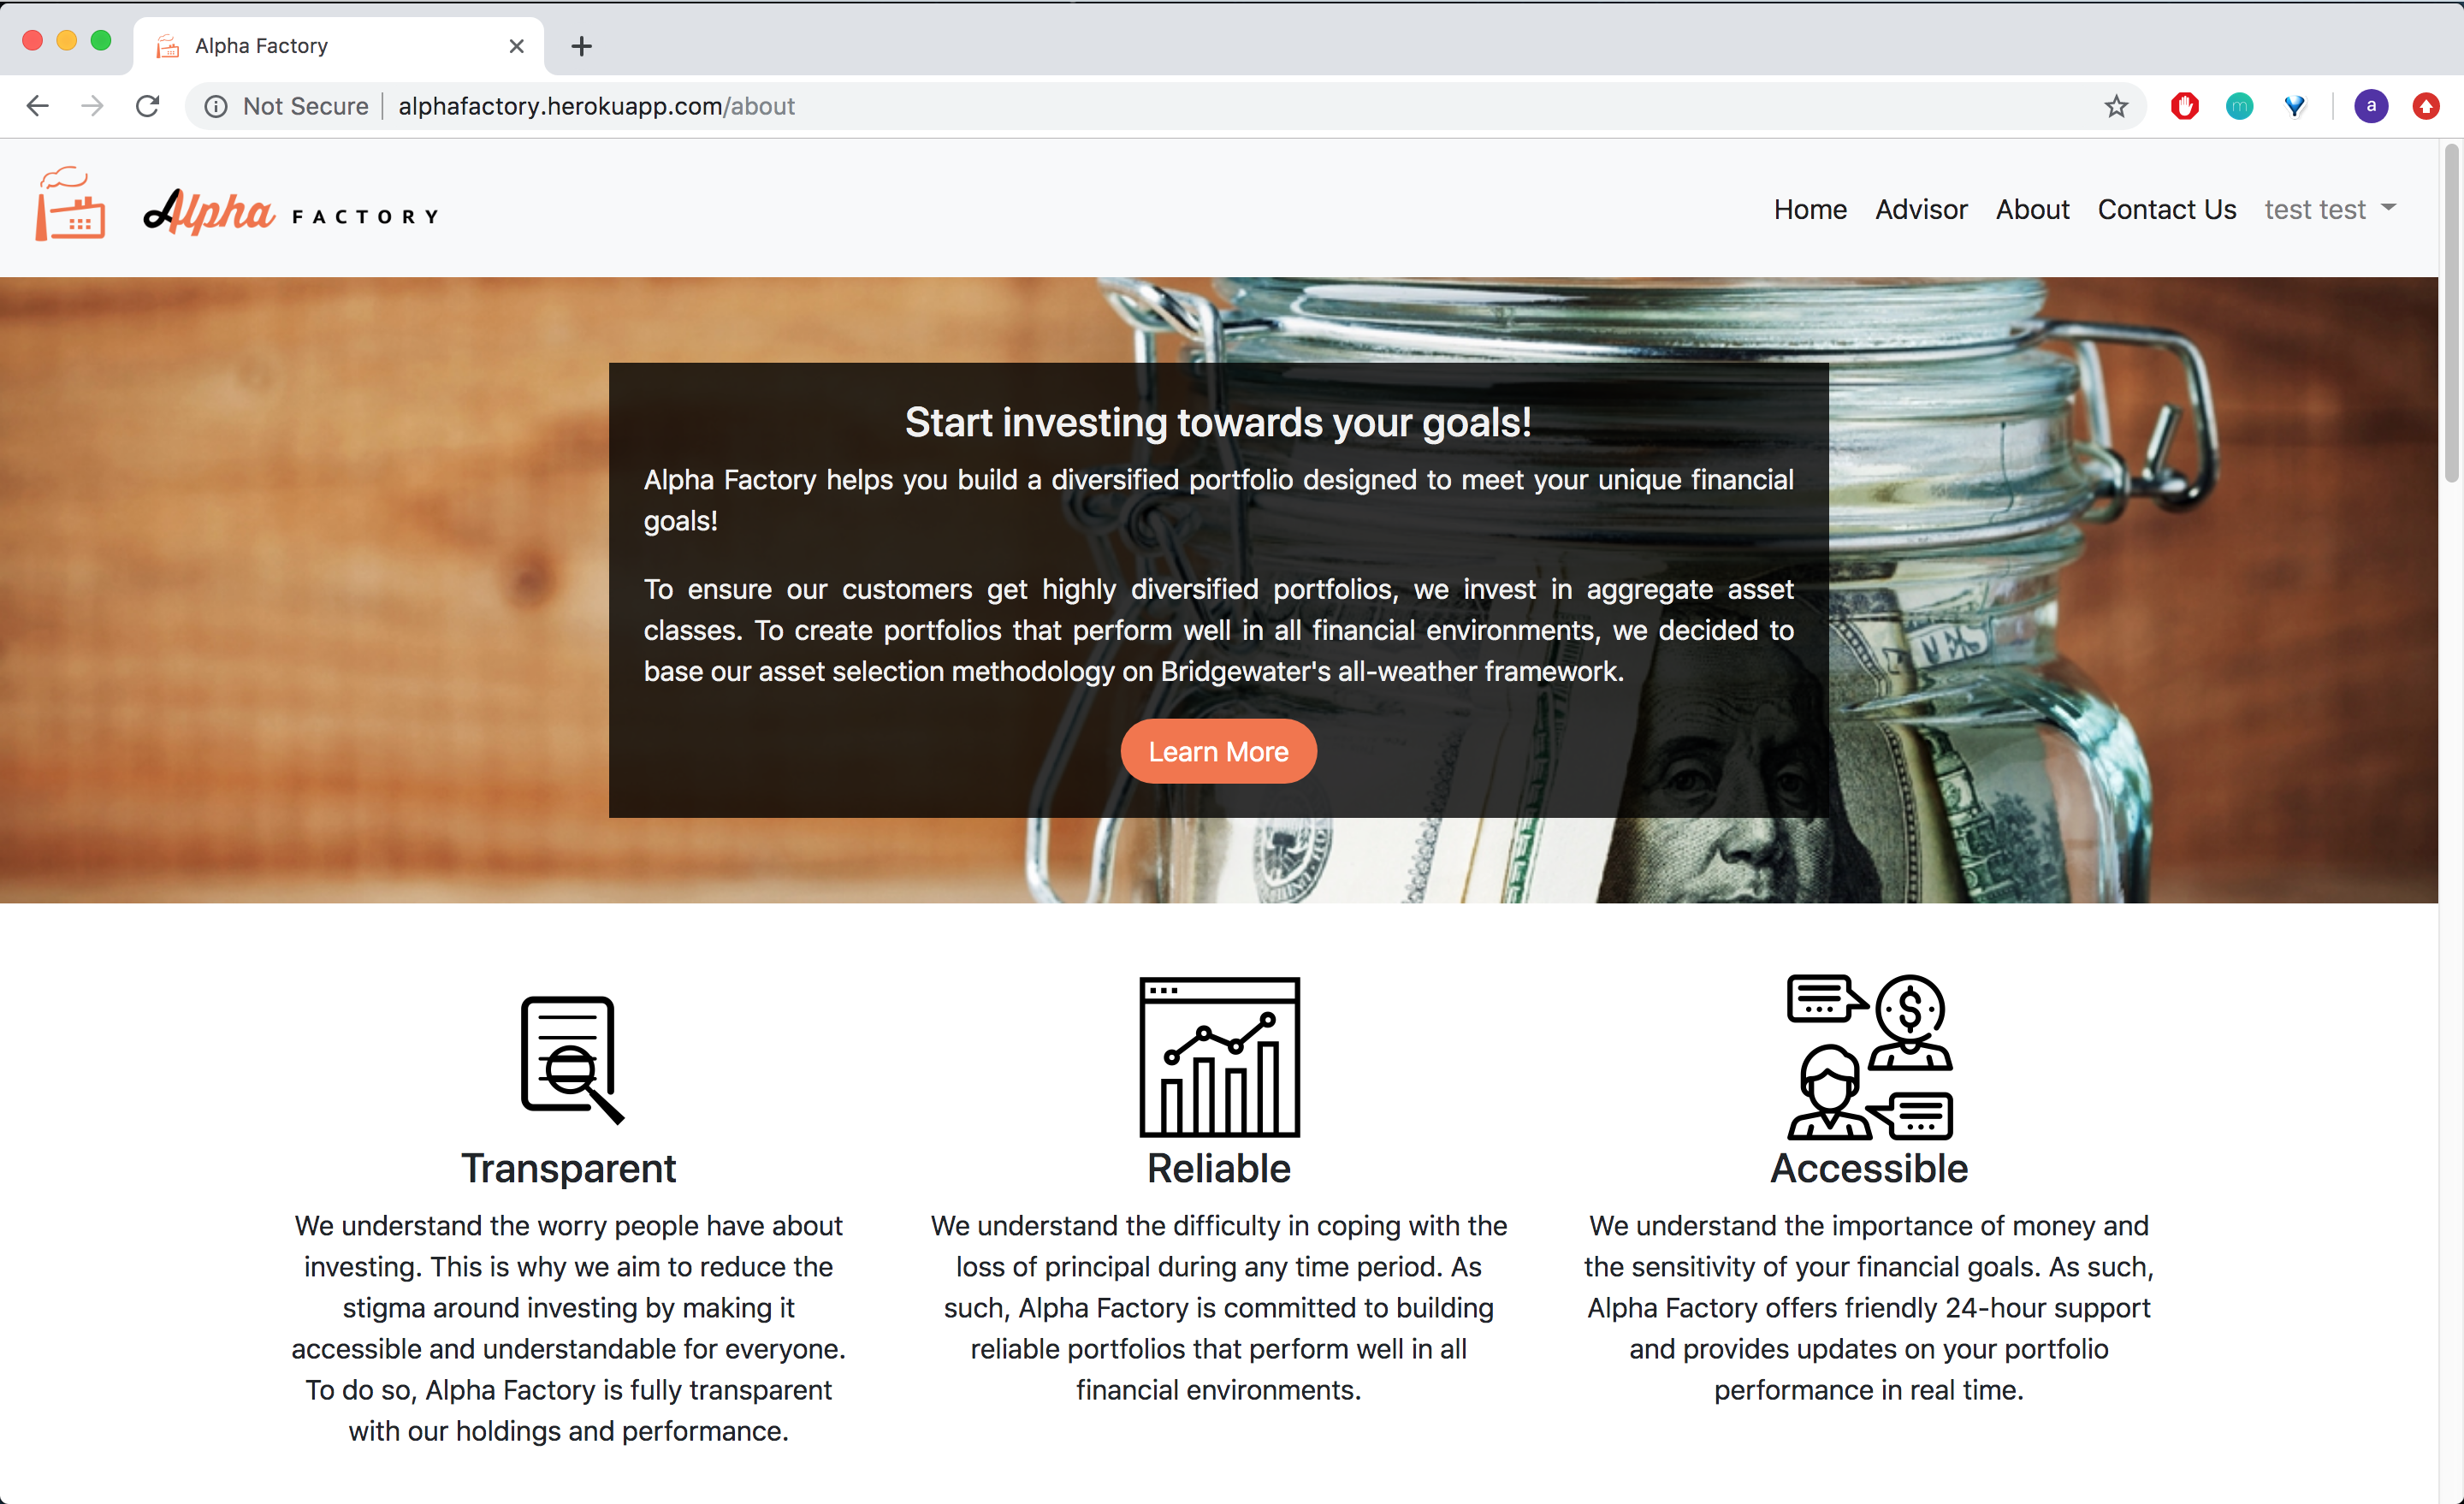 Alpha Factory
Not Secure
alphafactory.herokuapp.com/about
a
Alpha FACTORY
Home Advisor About Contact Us test test
Start investing towards your goals!
Alpha Factory helps you build a diversified portfolio designed to meet your unique financial
goals!
To ensure our customers get highly diversified portfolios, we invest in aggregate asset
classes. To create portfolios that perform well in all financial environments, we decided to
base our asset selection methodology on Bridgewater's all-weather framework.
Learn More
Transparent
We understand the worry people have about
investing. This is why we aim to reduce the
stigma around investing by making it
accessible and understandable for everyone.
To do so, Alpha Factory is fully transparent
with our holdings and performance.
Reliable
We understand the difficulty in coping with the
loss of principal during any time period. As
such, Alpha Factory is committed to building
reliable portfolios that perform well in all
financial environments.
Accessible
We understand the importance of money and
the sensitivity of your financial goals. As such,
Alpha Factory offers friendly 24-hour support
and provides updates on your portfolio
performance in real time.